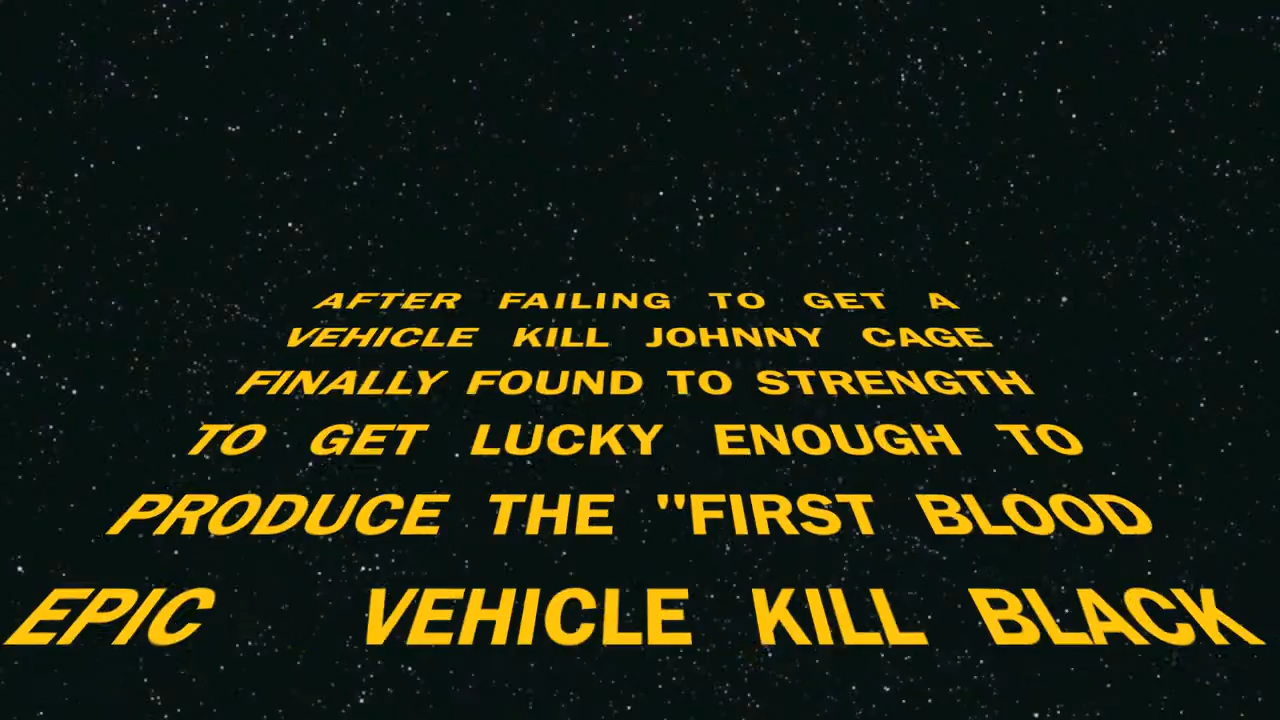 AFTER FAILING TO GET A
VEHICLE KILL JOHNNY CAGE
FINALLY FOUND TO STRENGTH
TO GET LUCKY ENOUGH TO
PRODUCE THE "FIRST BLOOD
EPIC VEHICLE KILL BLACK